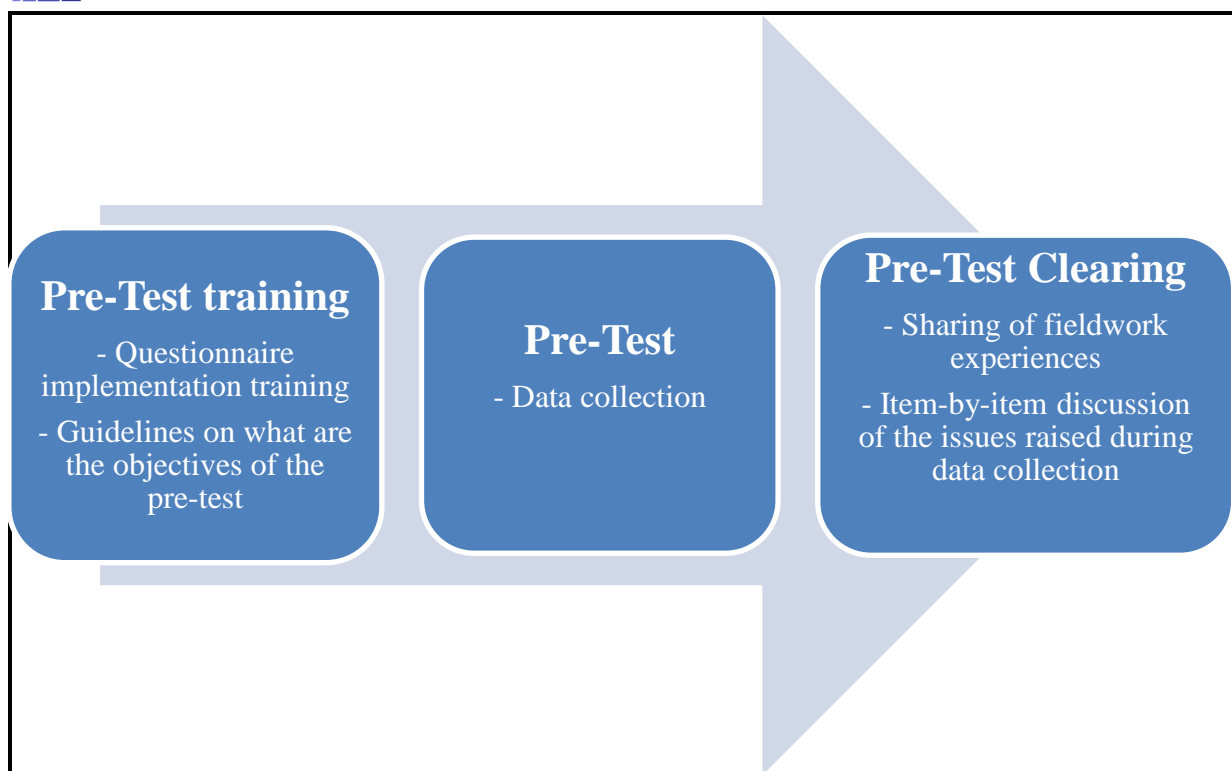 Pre-Test training
- Questionnaire
implementation training
- Guidelines on what are
the objectives of the
pre-test
Pre-Test
- Data collection
Pre-Test Clearing
- Sharing of fieldwork
experiences
- Item-by-item discussion
of the issues raised during
data collection